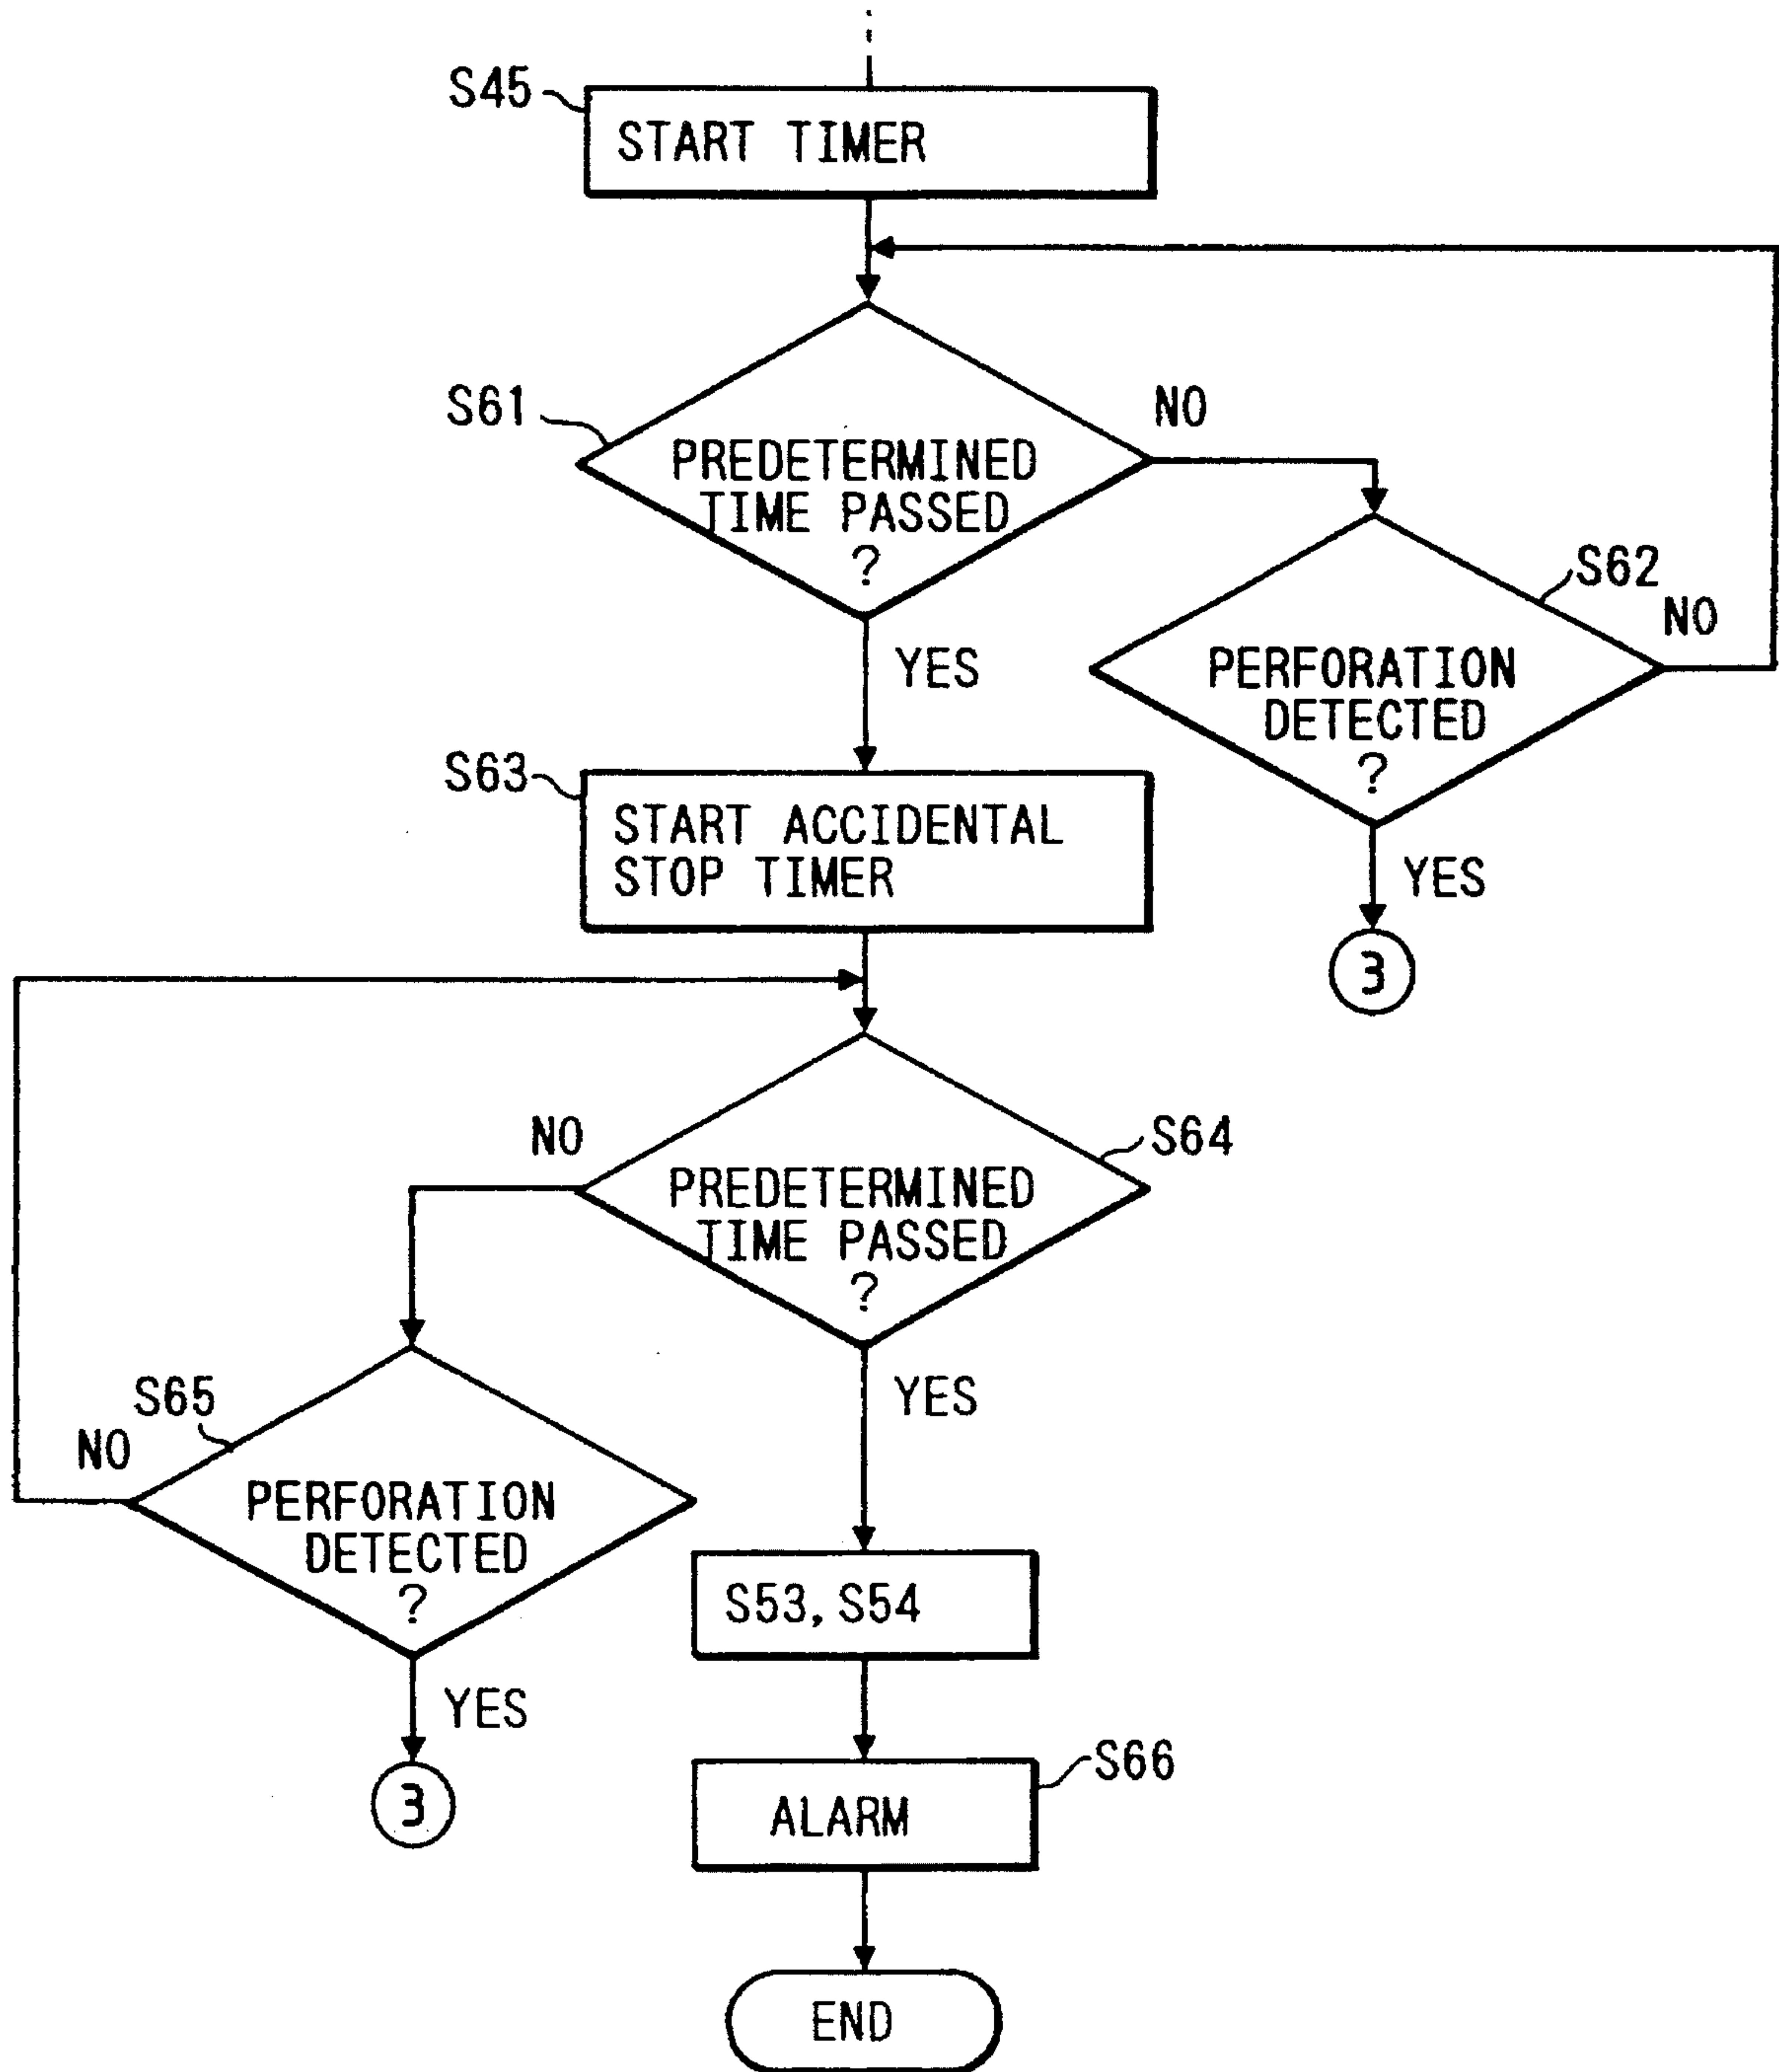 S45
START TIMER
S61
PREDETERMINED
TIME PASSED
?
NO
S62
PERFORATION
DETECTED
?
NO
YES
3
YES
S63
START ACCIDENTAL
STOP TIMER
S64
PREDETERMINED
TIME PASSED
?
NO
S65
PERFORATION
DETECTED
?
NO
YES
3
YES
S53, S54
S66
ALARM
END